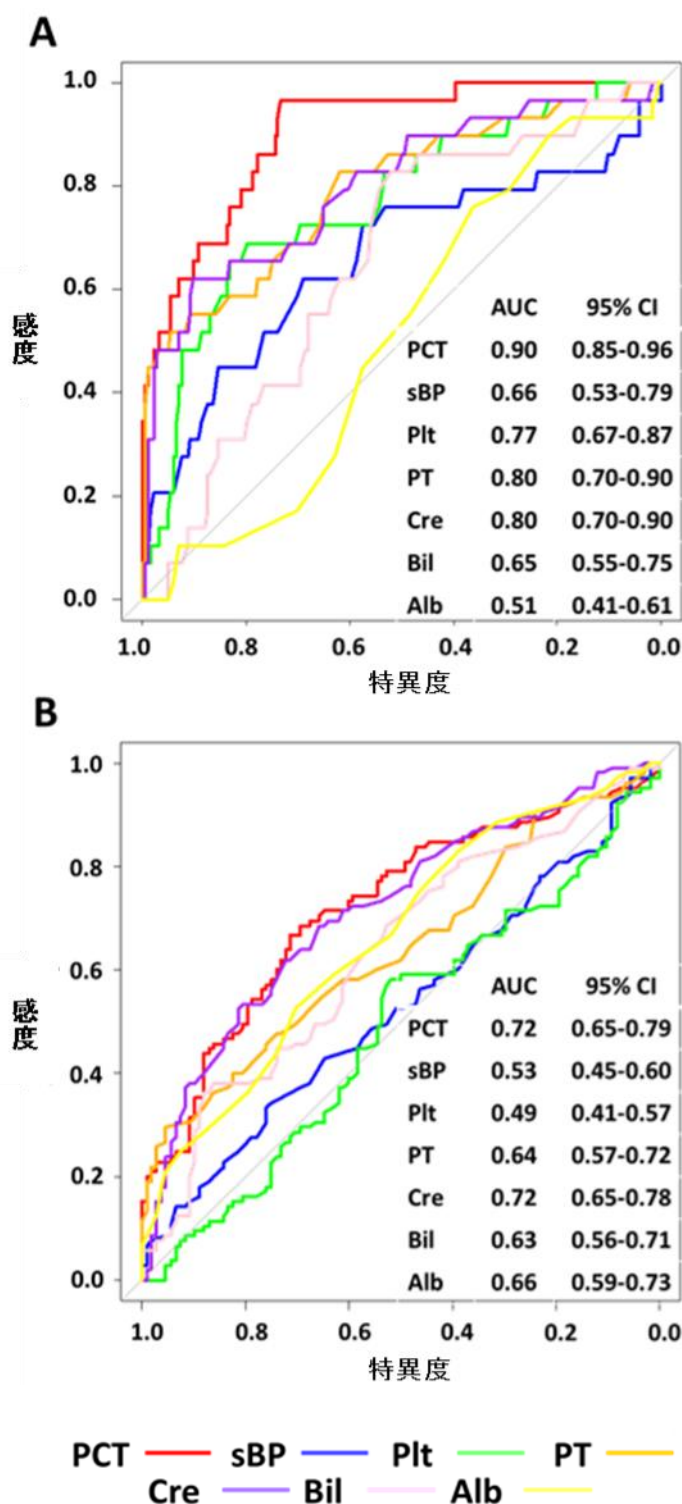 A
1.0
0.8
0.6
0.4
0.2
0.0
感度
AUC 95% CI
PCT 0.90 0.85-0.96
sBP 0.66 0.53-0.79
Plt 0.77 0.67-0.87
PT 0.80 0.70-0.90
Cre 0.80 0.70-0.90
Bil 0.65 0.55-0.75
Alb 0.51 0.41-0.61
1.0 0.8 0.6 0.4 0.2 0.0
特異度
B
1.0
0.8
0.6
0.4
0.2
0.0
感度
AUC 95% CI
PCT 0.72 0.65-0.79
sBP 0.53 0.45-0.60
Plt 0.49 0.41-0.57
PT 0.64 0.57-0.72
Cre 0.72 0.65-0.78
Bil 0.63 0.56-0.71
Alb 0.66 0.59-0.73
1.0 0.8 0.6 0.4 0.2 0.0
特異度
PCT sBP Plt PT
Cre Bil Alb